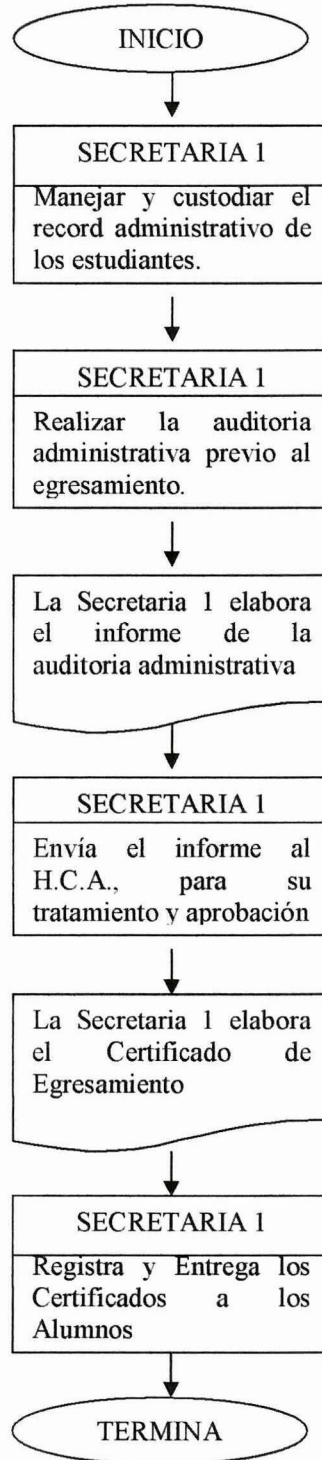 INICIO
SECRETARIA 1
Manejar y custodiar el
record administrativo de
los estudiantes.
SECRETARIA 1
Realizar la auditoria
administrativa previo al
egresamiento.
La Secretaria 1 elabora
el informe de la
auditoria administrativa
SECRETARIA 1
Envía el informe al
H.C.A., para su
tratamiento y aprobación
La Secretaria 1 elabora
el Certificado de
Egresamiento
SECRETARIA 1
Registra y Entrega los
Certificados a los
Alumnos
TERMINA